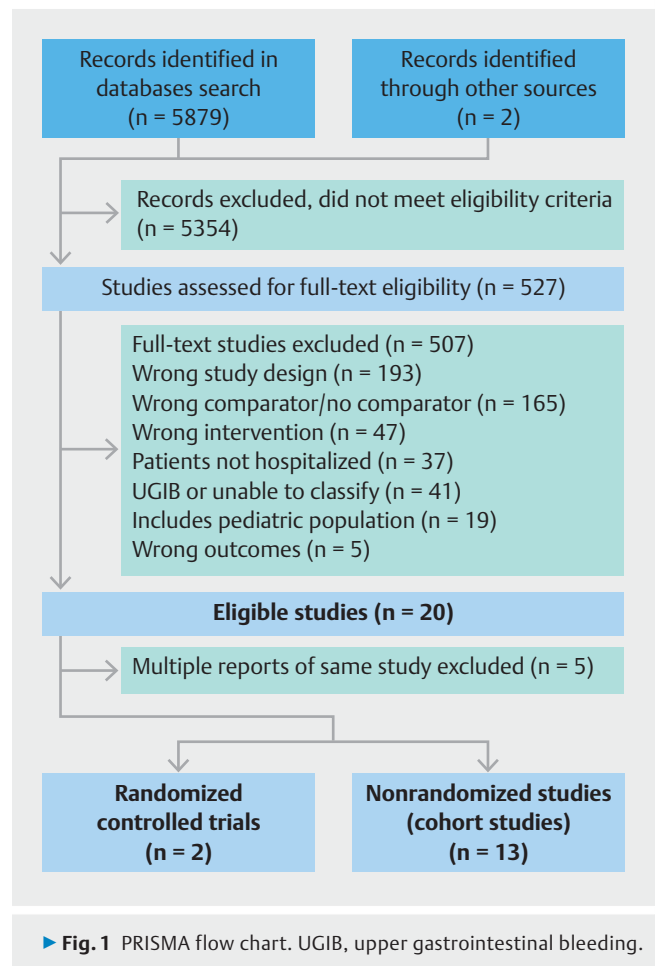 Records identified in
databases search
(n = 5879)
Records identified
through other sources
(n = 2)
Records excluded, did not meet eligibility criteria
(n = 5354)
Studies assessed for full-text eligibility (n = 527)
Full-text studies excluded (n = 507)
Wrong study design (n = 193)
Wrong comparator/no comparator (n = 165)
Wrong intervention (n = 47)
Patients not hospitalized (n = 37)
UGIB or unable to classify (n = 41)
Includes pediatric population (n = 19)
Wrong outcomes (n = 5)
Eligible studies (n = 20)
Multiple reports of same study excluded (n = 5)
Randomized
controlled trials
(n = 2)
Nonrandomized studies
(cohort studies)
(n = 13)
▶ Fig. 1 PRISMA flow chart. UGIB, upper gastrointestinal bleeding.